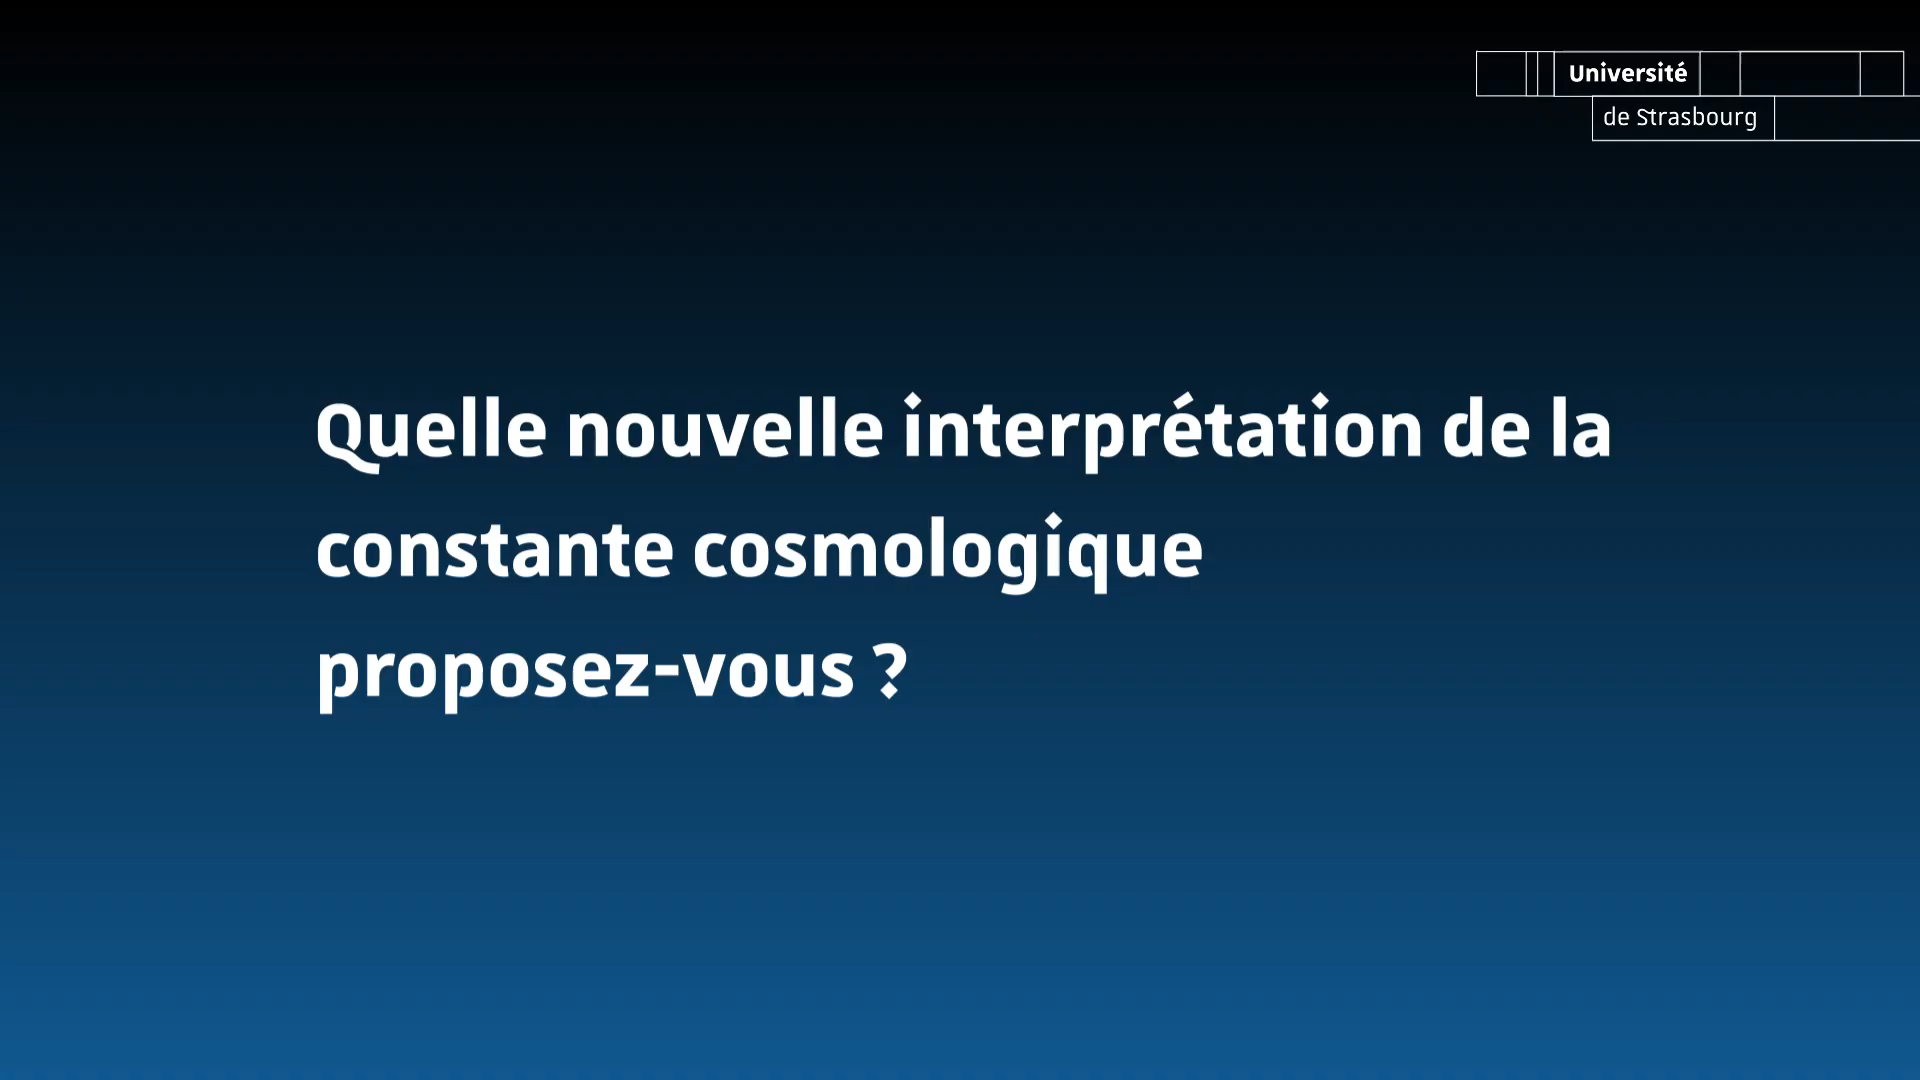 Université
de Strasbourg
Quelle nouvelle interprétation de la
constante cosmologique
proposez-vous ?